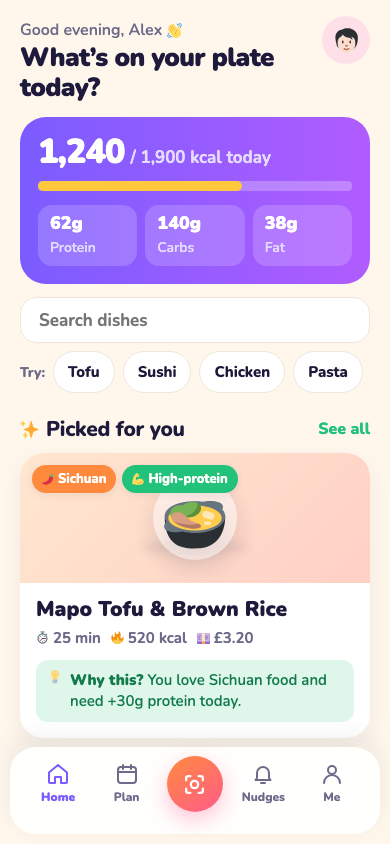 Good evening, Alex 👋
What's on your plate
today?
1,240 / 1,900 kcal today
62g
Protein
140g
Carbs
38g
Fat
Search dishes
Try: Tofu Sushi Chicken Pasta
✨ Picked for you
See all
🌶️ Sichuan 💪 High-protein
Mapo Tofu & Brown Rice
⏱ 25 min 🔥 520 kcal 💷 £3.20
💡 Why this? You love Sichuan food and
need +30g protein today.
Home Plan Nudges Me